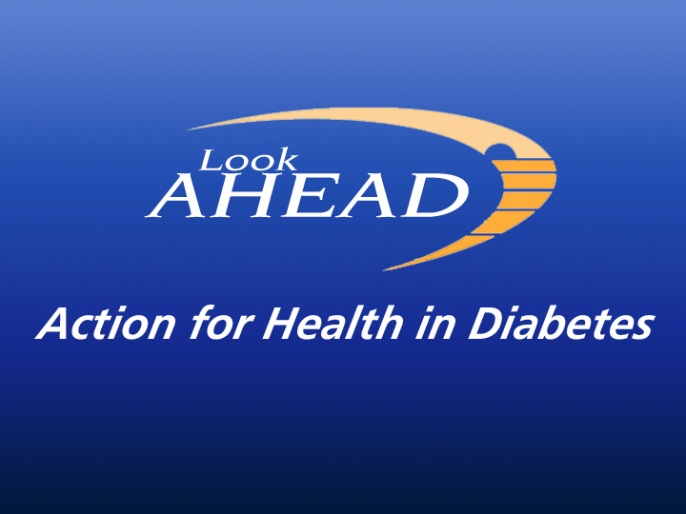 Look
AHEAD
Action for Health in Diabetes